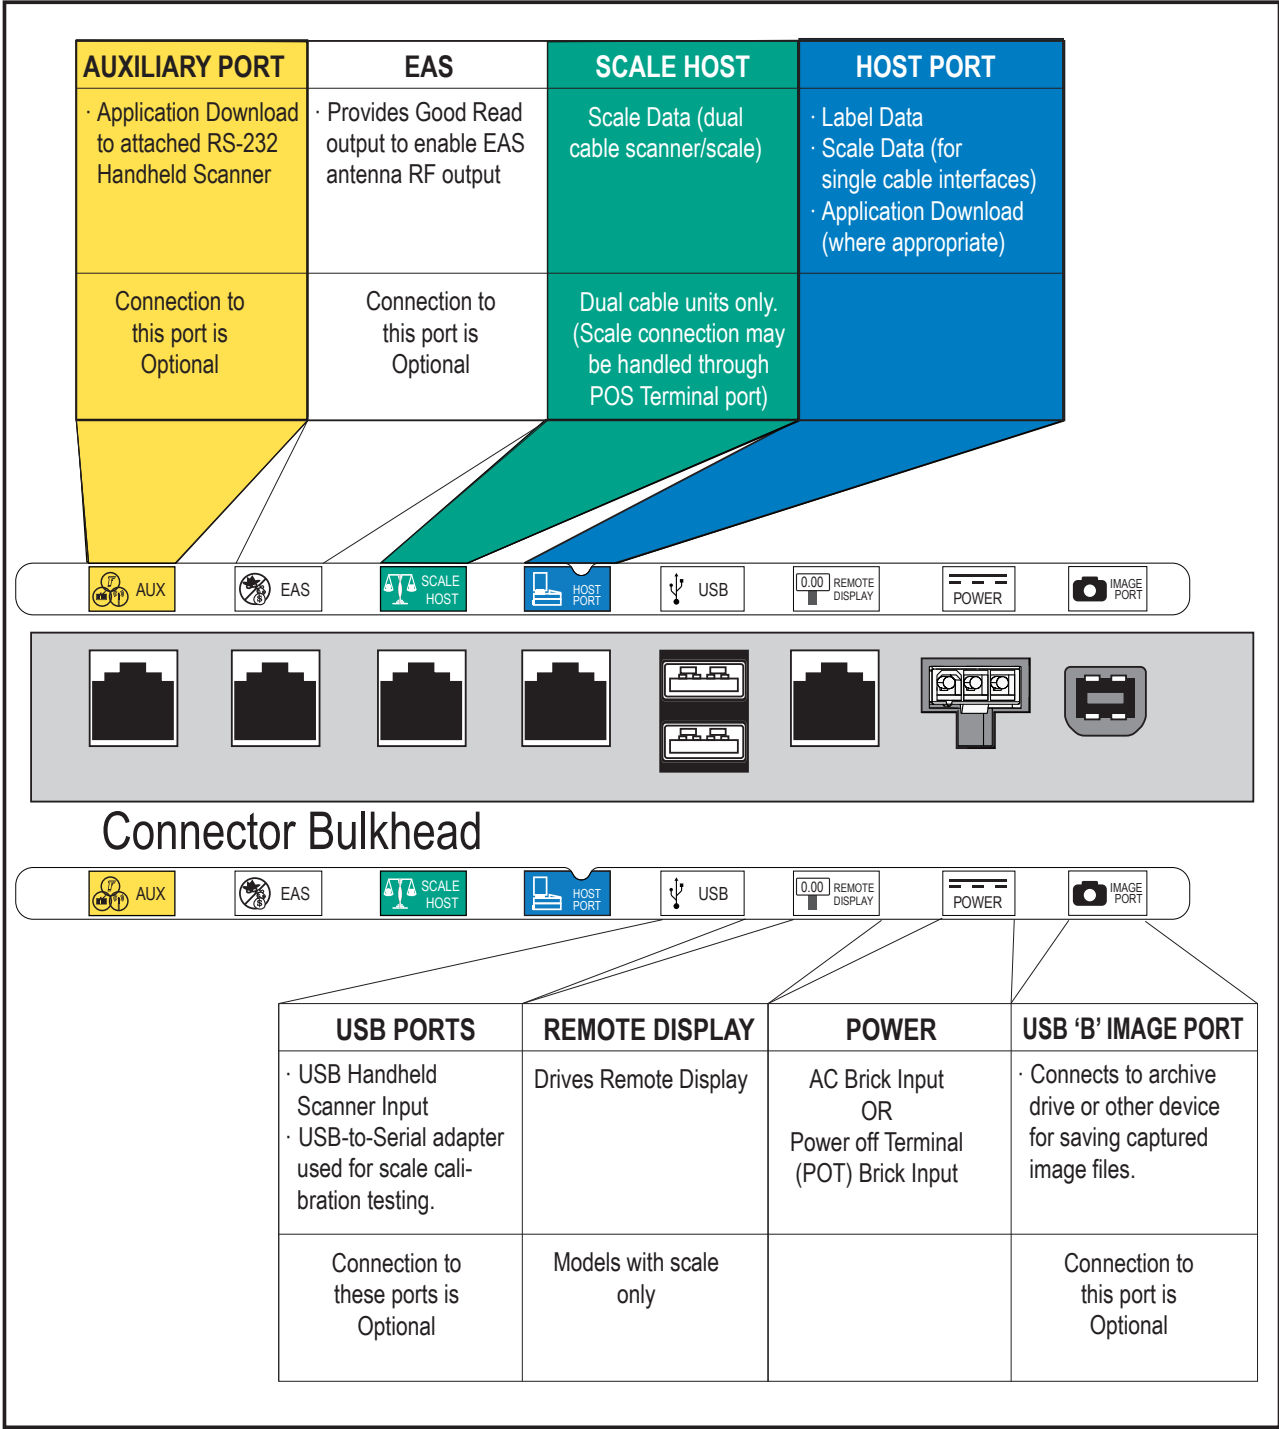 AUXILIARY PORT
· Application Download
to attached RS-232
Handheld Scanner
Connection to
this port is
Optional
EAS
· Provides Good Read
output to enable EAS
antenna RF output
Connection to
this port is
Optional
SCALE HOST
Scale Data (dual
cable scanner/scale)
Dual cable units only.
(Scale connection may
be handled through
POS Terminal port)
HOST PORT
· Label Data
· Scale Data (for
single cable interfaces)
· Application Download
(where appropriate)
AUX
EAS
SCALE
HOST
HOST
PORT
USB
0.00 REMOTE
DISPLAY
POWER
IMAGE
PORT
Connector Bulkhead
AUX
EAS
SCALE
HOST
HOST
PORT
USB
0.00 REMOTE
DISPLAY
POWER
IMAGE
PORT
USB PORTS
· USB Handheld
Scanner Input
· USB-to-Serial adapter
used for scale cali-
bration testing.
Connection to
these ports is
Optional
REMOTE DISPLAY
Drives Remote Display
Models with scale
only
POWER
AC Brick Input
OR
Power off Terminal
(POT) Brick Input
USB ‘B’ IMAGE PORT
· Connects to archive
drive or other device
for saving captured
image files.
Connection to
this port is
Optional